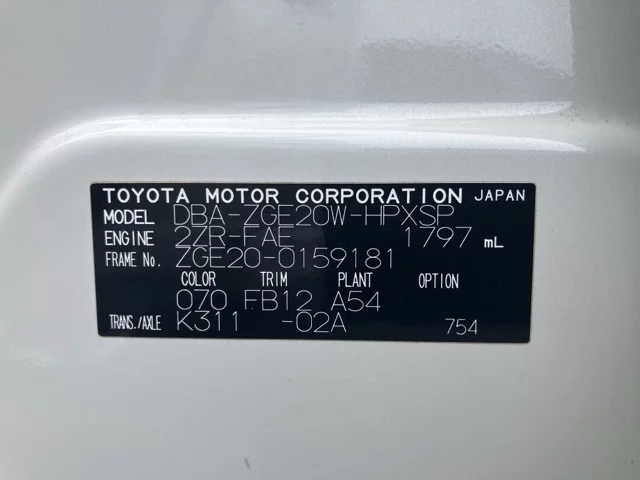 TOYOTA MOTOR CORPORATION JAPAN
MODEL DBA-ZGE20W-HPXSP
ENGINE 2ZR-FAE 1797 mL
FRAME No. ZGE20-0159181
COLOR TRIM PLANT OPTION
070 FB12 A54
TRANS./AXLE K311 -02A 754